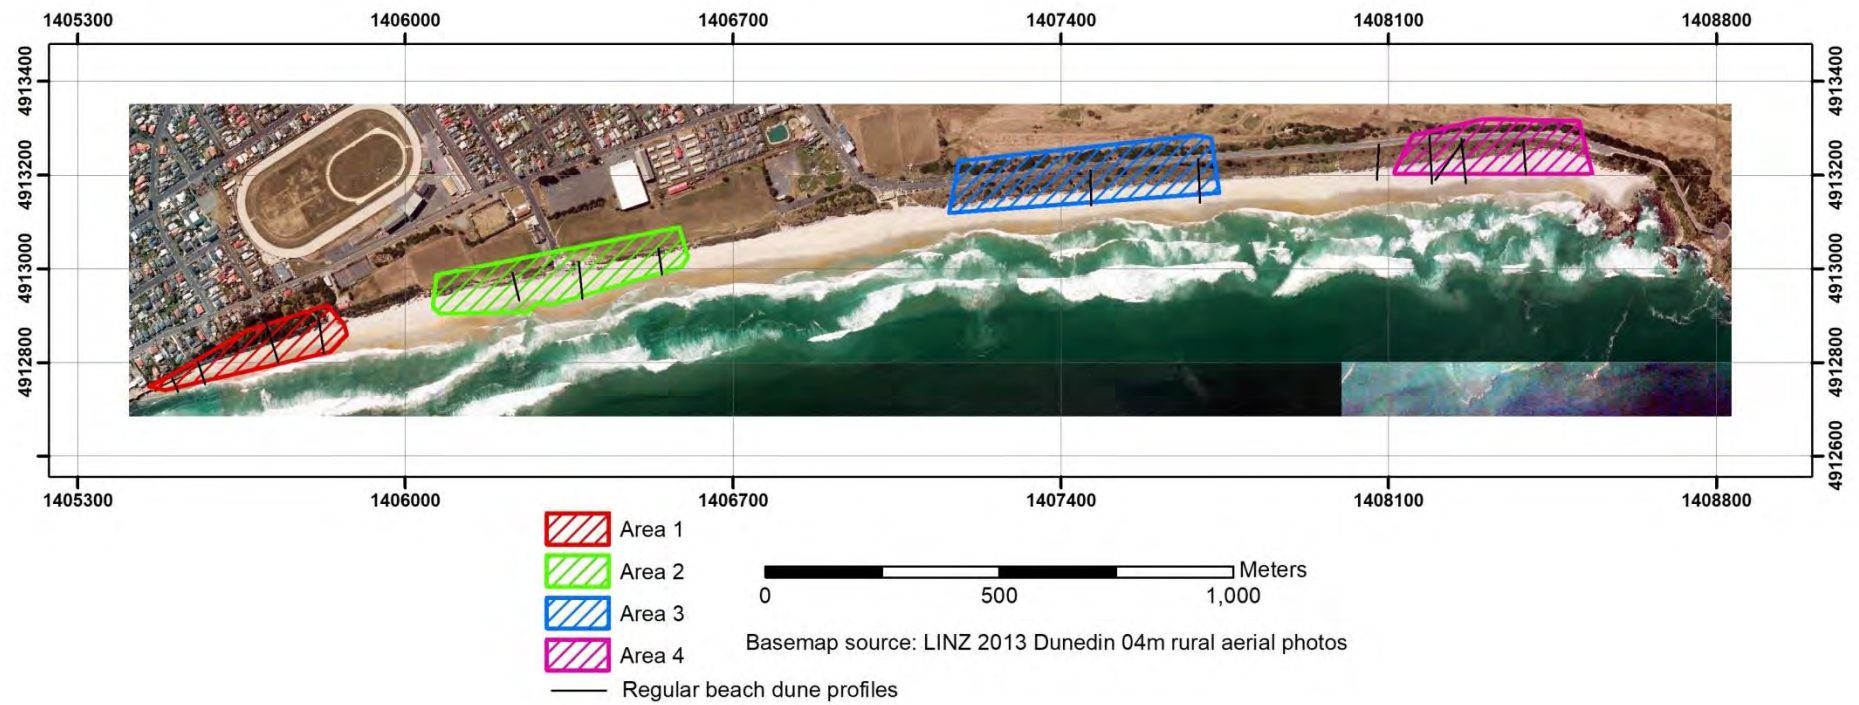 1405300 1406000 1406700 1407400 1408100 1408800
4913400 4913400
4913200 4913200
4913000 4913000
4912800 4912800
4912600
1405300 1406000 1406700 1407400 1408100 1408800
Area 1
Area 2
Area 3
Area 4
Regular beach dune profiles
Meters
0 500 1,000
Basemap source: LINZ 2013 Dunedin 04m rural aerial photos